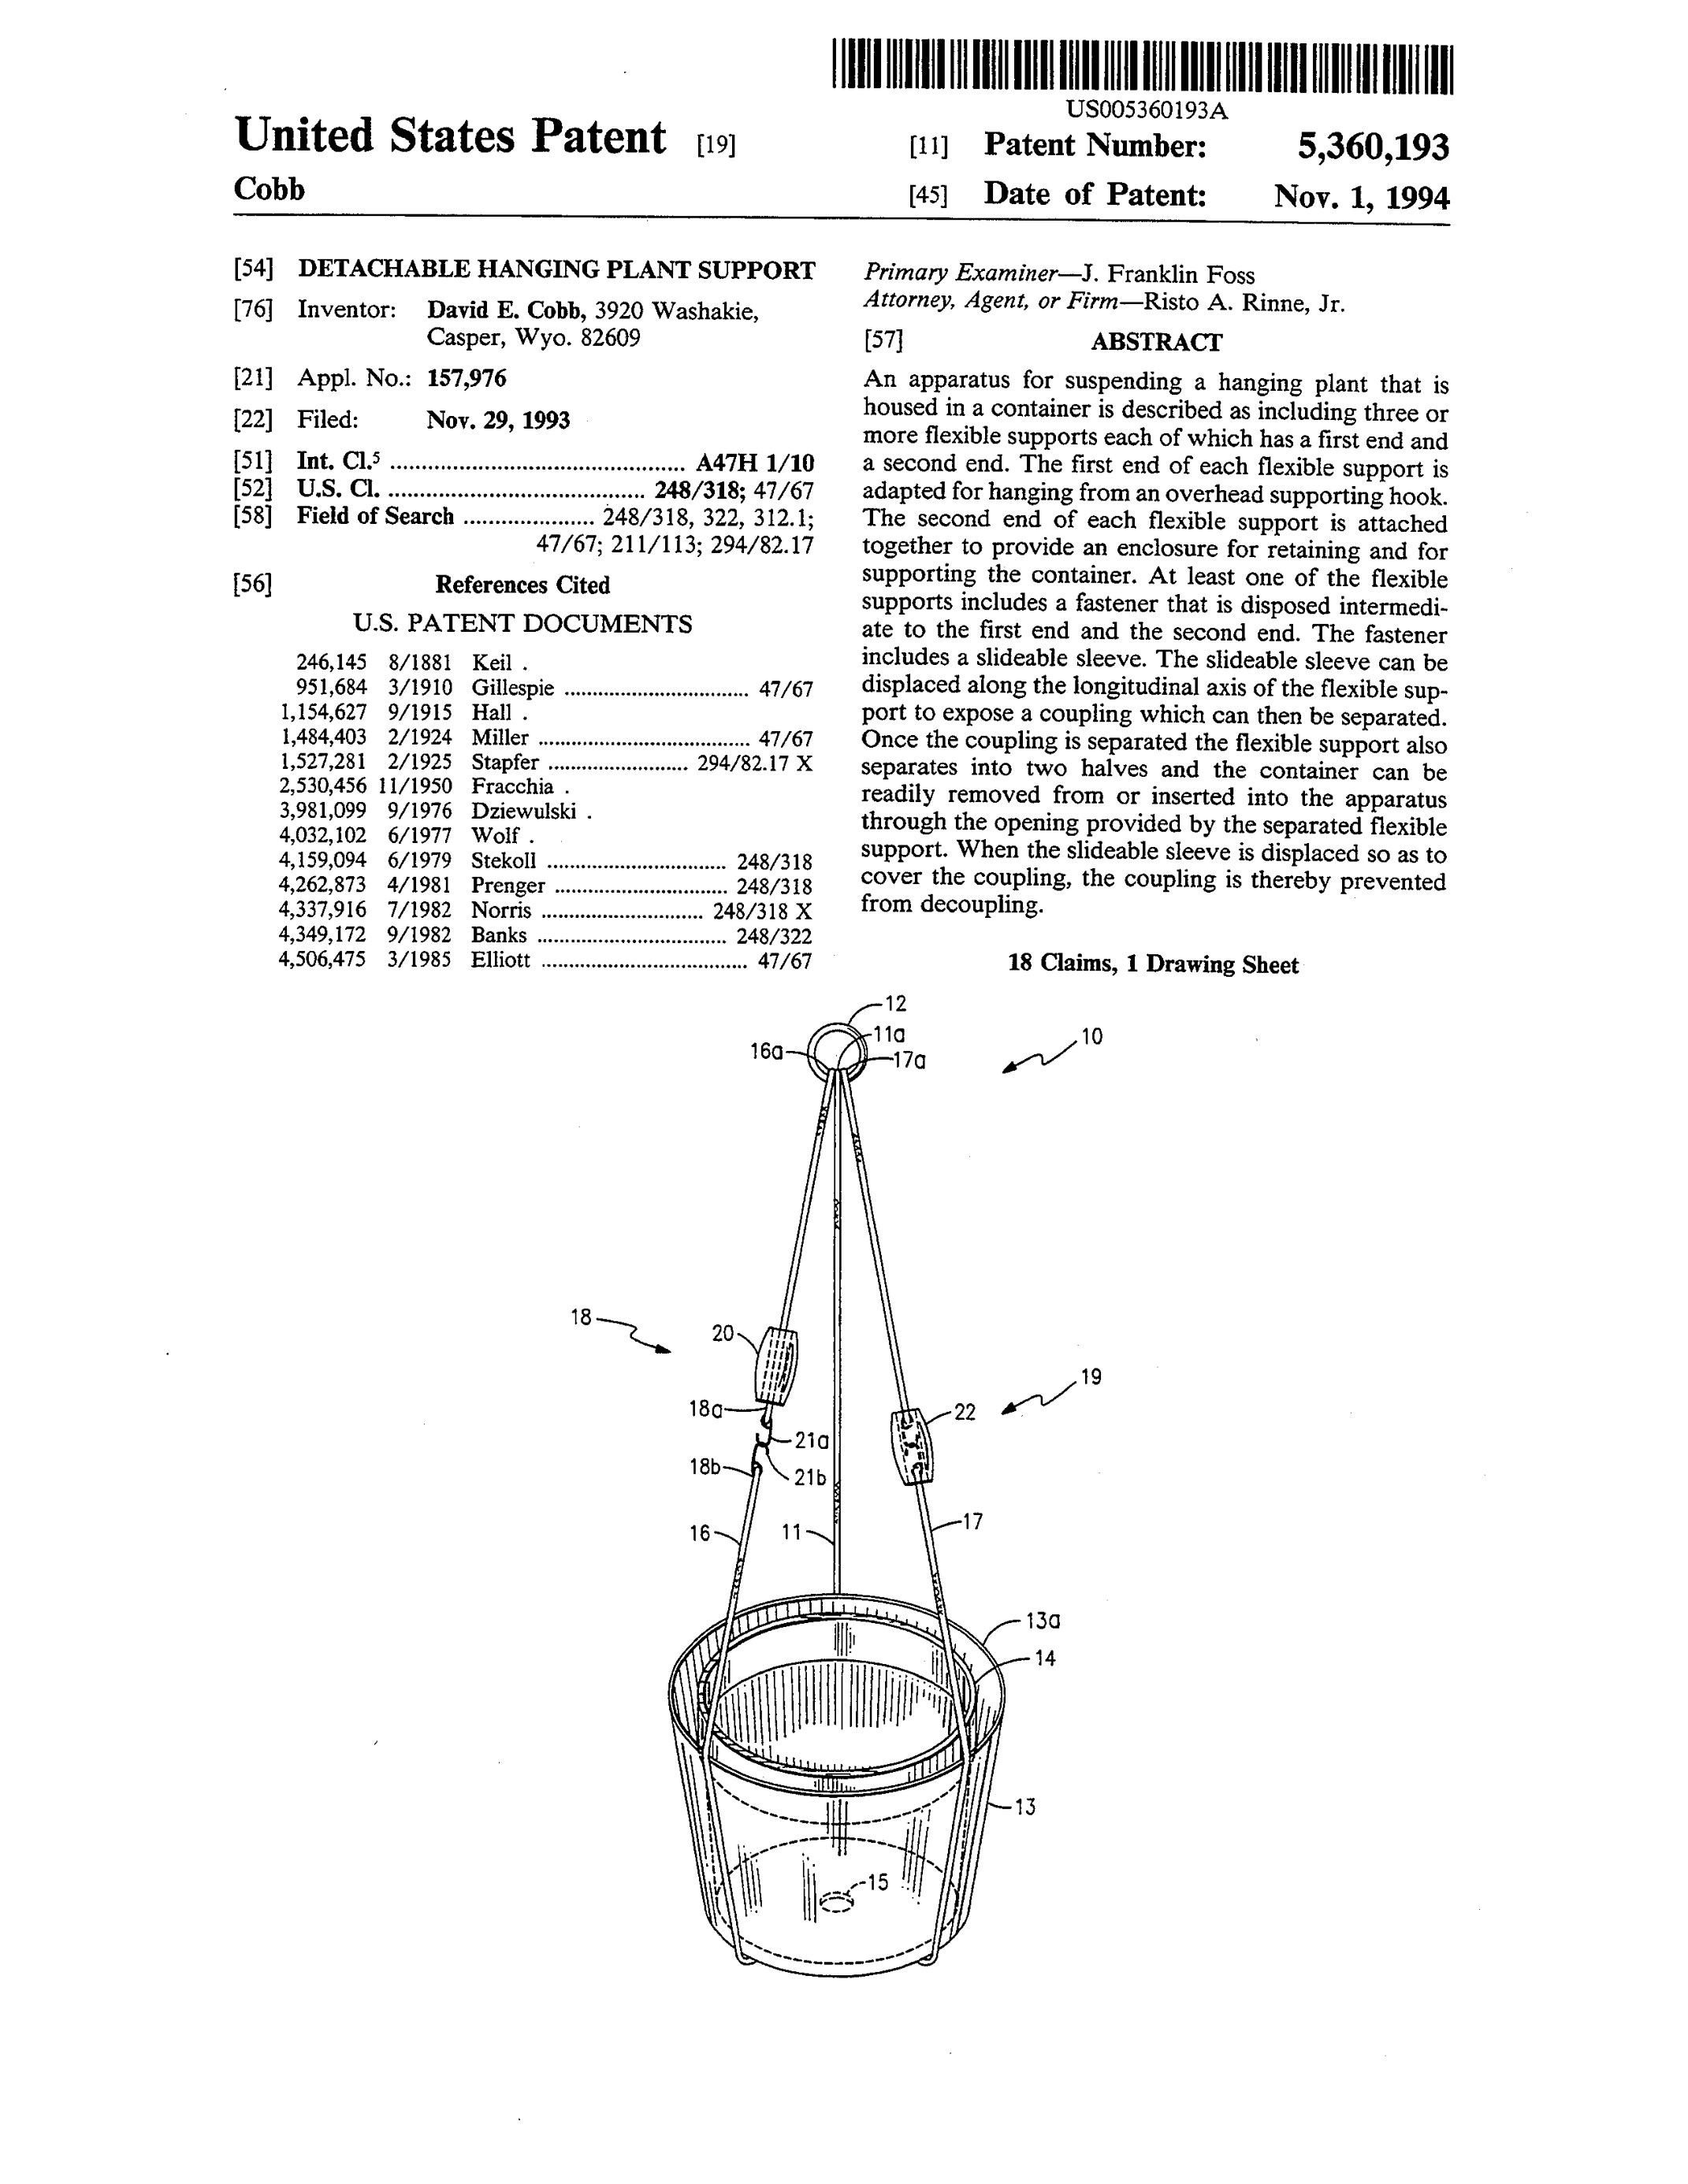 US005360193A
United States Patent [19]
Cobb
[11] Patent Number: 5,360,193
[45] Date of Patent: Nov. 1, 1994
[54] DETACHABLE HANGING PLANT SUPPORT
[76] Inventor: David E. Cobb, 3920 Washakie,
Casper, Wyo. 82609
[21] Appl. No.: 157,976
[22] Filed: Nov. 29, 1993
[51] Int. Cl.⁵ ............................................ A47H 1/10
[52] U.S. Cl. ...................................... 248/318; 47/67
[58] Field of Search ...................... 248/318, 322, 312.1;
47/67; 211/113; 294/82.17
[56] References Cited
U.S. PATENT DOCUMENTS
246,145 8/1881 Keil .
951,684 3/1910 Gillespie ................................. 47/67
1,154,627 9/1915 Hall .
1,484,403 2/1924 Miller ...................................... 47/67
1,527,281 2/1925 Stapfer ......................... 294/82.17 X
2,530,456 11/1950 Fracchia .
3,981,099 9/1976 Dziewulski .
4,032,102 6/1977 Wolf .
4,159,094 6/1979 Stekoll ................................ 248/318
4,262,873 4/1981 Prenger ............................... 248/318
4,337,916 7/1982 Norris ............................. 248/318 X
4,349,172 9/1982 Banks .................................. 248/322
4,506,475 3/1985 Elliott ..................................... 47/67
Primary Examiner—J. Franklin Foss
Attorney, Agent, or Firm—Risto A. Rinne, Jr.
[57] ABSTRACT
An apparatus for suspending a hanging plant that is
housed in a container is described as including three or
more flexible supports each of which has a first end and
a second end. The first end of each flexible support is
adapted for hanging from an overhead supporting hook.
The second end of each flexible support is attached
together to provide an enclosure for retaining and for
supporting the container. At least one of the flexible
supports includes a fastener that is disposed intermedi-
ate to the first end and the second end. The fastener
includes a slideable sleeve. The slideable sleeve can be
displaced along the longitudinal axis of the flexible sup-
port to expose a coupling which can then be separated.
Once the coupling is separated the flexible support also
separates into two halves and the container can be
readily removed from or inserted into the apparatus
through the opening provided by the separated flexible
support. When the slideable sleeve is displaced so as to
cover the coupling, the coupling is thereby prevented
from decoupling.
18 Claims, 1 Drawing Sheet
12
11a
10
16a
17a
18
20
19
18a
22
21a
18b
21b
16
11
17
13a
14
13
15